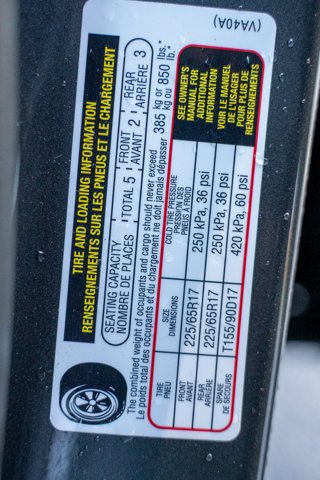 (VA40A)
TIRE AND LOADING INFORMATION
RENSEIGNEMENTS SUR LES PNEUS ET LE CHARGEMENT
SEATING CAPACITY | TOTAL 5 | FRONT 2 | REAR 3
NOMBRE DE PLACES | AVANT | ARRIÈRE
The combined weight of occupants and cargo should never exceed 385 kg or 850 lbs.*
Le poids total des occupants et du chargement ne doit jamais dépasser kg ou lb.*
TIRE SIZE COLD TIRE PRESSURE SEE OWNER'S
PNEU DIMENSIONS PRESSION DES MANUAL FOR
PNEUS À FROID ADDITIONAL
FRONT 225/65R17 250 kPa, 36 psi INFORMATION
AVANT
REAR 225/65R17 250 kPa, 36 psi VOIR LE MANUEL
ARRIÈRE DE L'USAGER
SPARE T155/90D17 420 kPa, 60 psi POUR PLUS DE
DE SECOURS RENSEIGNEMENTS